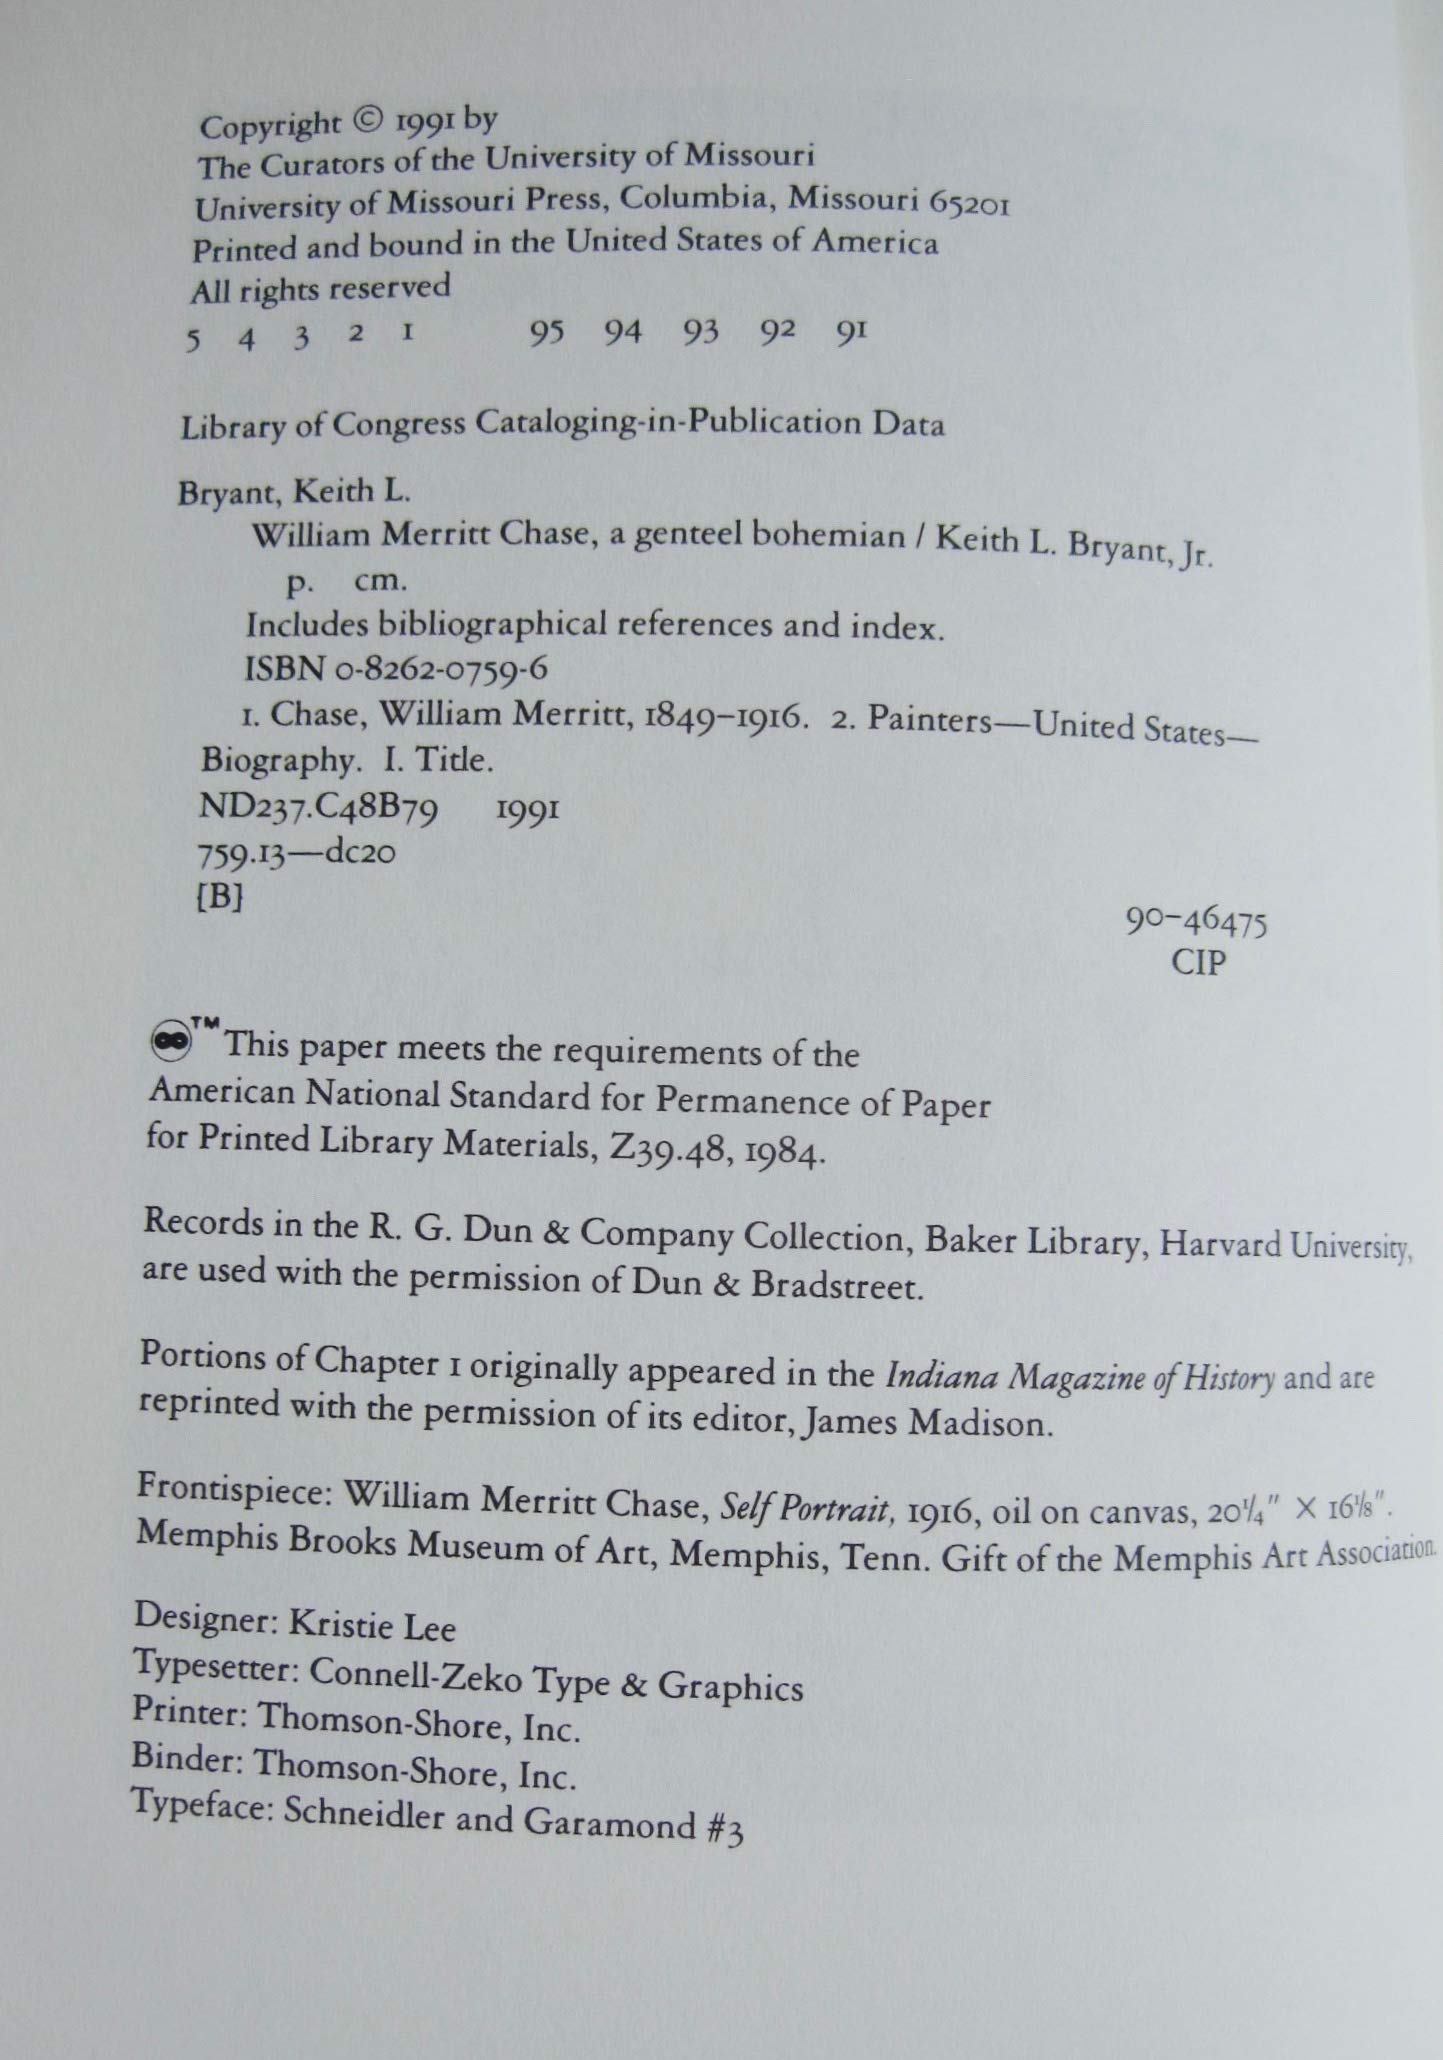 Copyright © 1991 by
The Curators of the University of Missouri
University of Missouri Press, Columbia, Missouri 65201
Printed and bound in the United States of America
All rights reserved
5 4 3 2 1 95 94 93 92 91
Library of Congress Cataloging-in-Publication Data
Bryant, Keith L.
William Merritt Chase, a genteel bohemian / Keith L. Bryant, Jr.
p. cm.
Includes bibliographical references and index.
ISBN 0-8262-0759-6
1. Chase, William Merritt, 1849–1916. 2. Painters—United States—
Biography. I. Title.
ND237.C48B79 1991
759.13—dc20
[B]
90-46475
CIP
™ This paper meets the requirements of the
American National Standard for Permanence of Paper
for Printed Library Materials, Z39.48, 1984.
Records in the R. G. Dun & Company Collection, Baker Library, Harvard University,
are used with the permission of Dun & Bradstreet.
Portions of Chapter 1 originally appeared in the Indiana Magazine of History and are
reprinted with the permission of its editor, James Madison.
Frontispiece: William Merritt Chase, Self Portrait, 1916, oil on canvas, 20¼" × 16⅛".
Memphis Brooks Museum of Art, Memphis, Tenn. Gift of the Memphis Art Association.
Designer: Kristie Lee
Typesetter: Connell-Zeko Type & Graphics
Printer: Thomson-Shore, Inc.
Binder: Thomson-Shore, Inc.
Typeface: Schneidler and Garamond #3